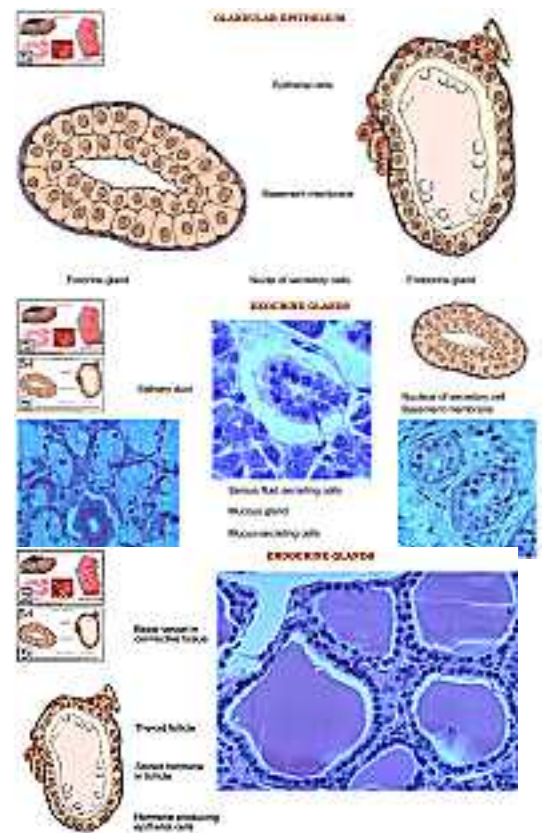 GLANDULAR EPITHELIUM
Epithelial cells
Basement membrane
Exocrine gland
Nuclei of secretory cells
Endocrine gland
EXOCRINE GLANDS
Salivary duct
Nucleus of secretory cell
Basement membrane
Serous fluid secreting cells
Mucous gland
Mucus-secreting cells
ENDOCRINE GLANDS
Blood vessel in
connective tissue
Thyroid follicle
Stored hormone
in follicle
Hormone producing
epithelial cells